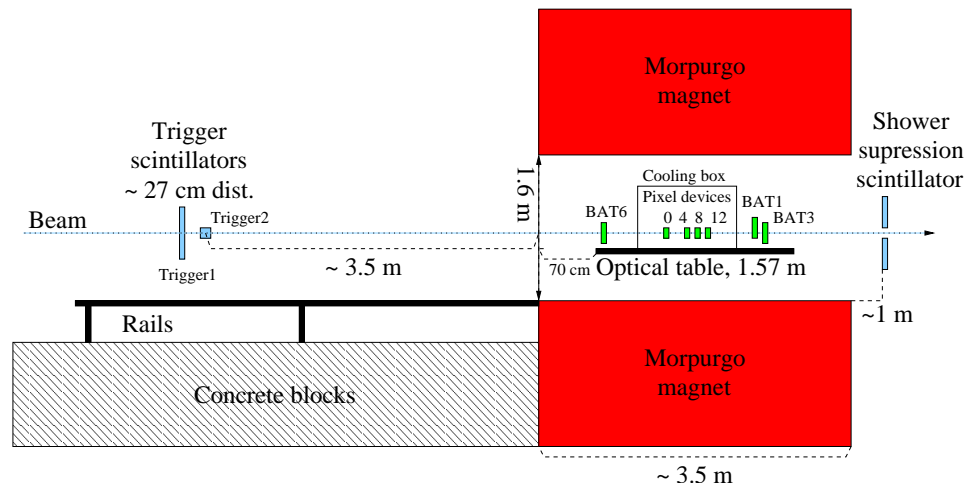 Morpurgo
magnet
Trigger
scintillators
~ 27 cm dist.
Shower
supression
scintillator
1.6 m
Cooling box
Pixel devices
0 4 8 12
BAT6
BAT1
BAT3
Beam
Trigger2
Trigger1
~ 3.5 m
70 cm
Optical table, 1.57 m
~1 m
Rails
Concrete blocks
Morpurgo
magnet
~ 3.5 m